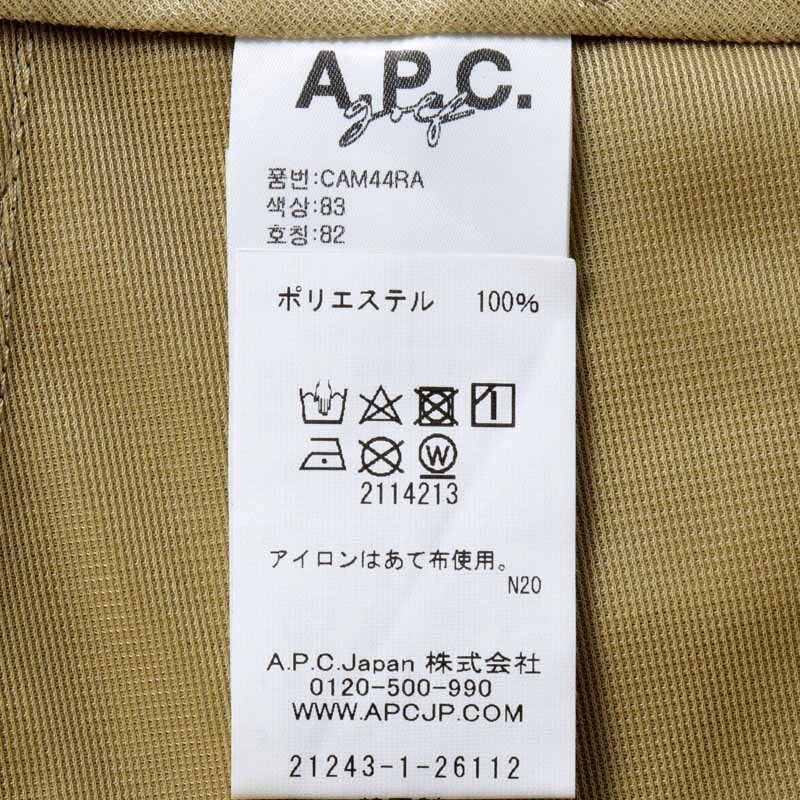 A.P.C.
golf
품번:CAM44RA
색상:83
호칭:82
ポリエステル 100%
W
2114213
アイロンはあて布使用。
N20
A.P.C.Japan 株式会社
0120-500-990
WWW.APCJP.COM
21243-1-26112